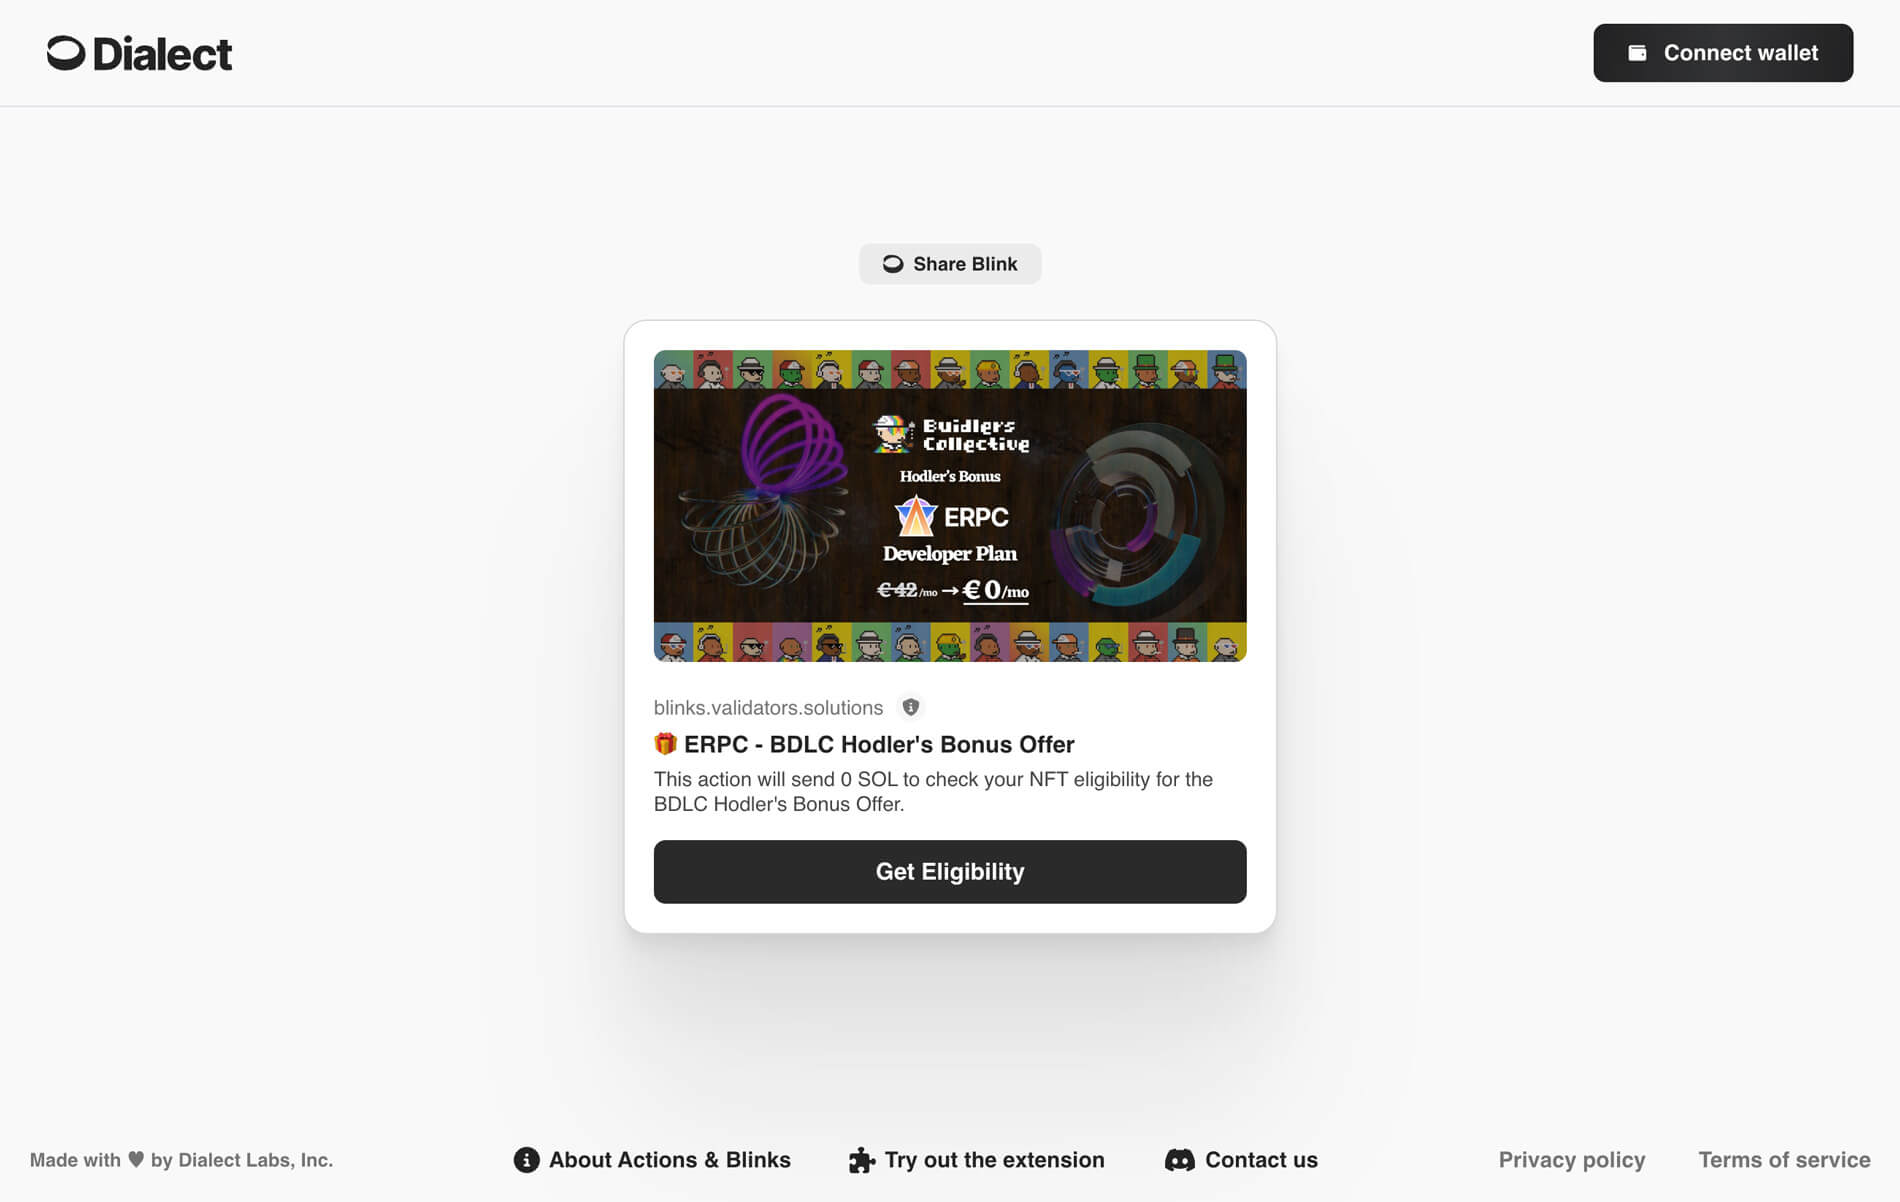 Dialect
Connect wallet
Share Blink
Buidlers
Collective
Hodler's Bonus
ERPC
Developer Plan
€42/mo → €0/mo
blinks.validators.solutions
🎁 ERPC - BDLC Hodler's Bonus Offer
This action will send 0 SOL to check your NFT eligibility for the
BDLC Hodler's Bonus Offer.
Get Eligibility
Made with ♥ by Dialect Labs, Inc.
About Actions & Blinks
Try out the extension
Contact us
Privacy policy
Terms of service